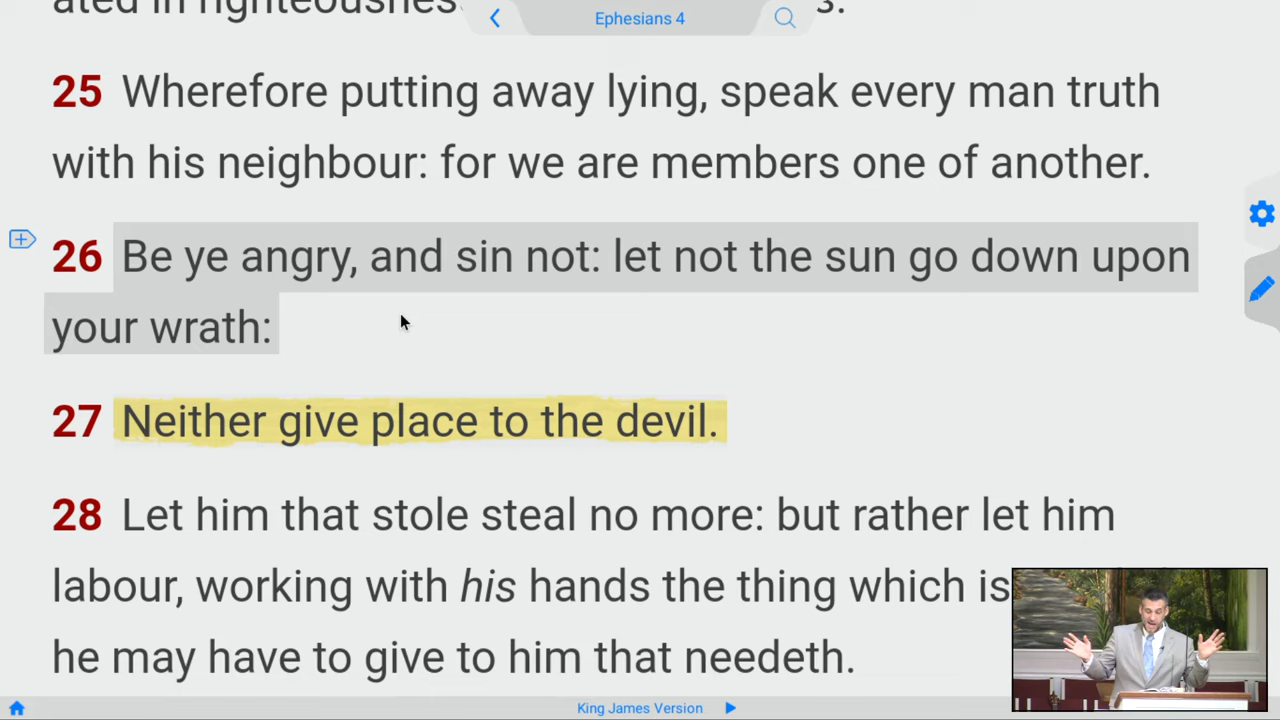 ated in righteousness
s.
Ephesians 4
25 Wherefore putting away lying, speak every man truth
with his neighbour: for we are members one of another.
26 Be ye angry, and sin not: let not the sun go down upon
your wrath:
27 Neither give place to the devil.
28 Let him that stole steal no more: but rather let him
labour, working with his hands the thing which is
he may have to give to him that needeth.
King James Version